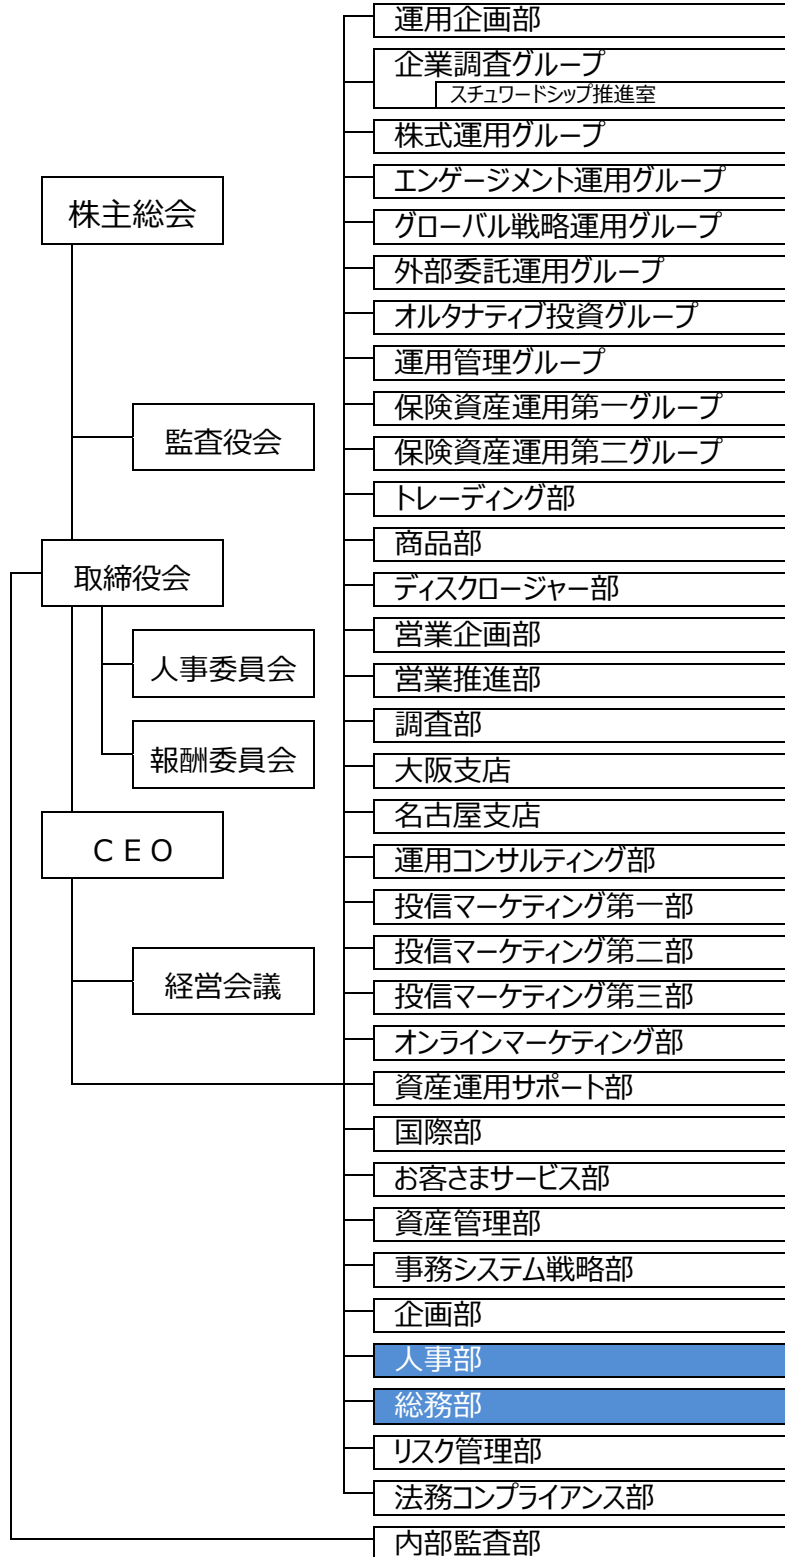 株主総会
監査役会
取締役会
人事委員会
報酬委員会
ＣＥＯ
経営会議
運用企画部
企業調査グループ
スチュワードシップ推進室
株式運用グループ
エンゲージメント運用グループ
グローバル戦略運用グループ
外部委託運用グループ
オルタナティブ投資グループ
運用管理グループ
保険資産運用第一グループ
保険資産運用第二グループ
トレーディング部
商品部
ディスクロージャー部
営業企画部
営業推進部
調査部
大阪支店
名古屋支店
運用コンサルティング部
投信マーケティング第一部
投信マーケティング第二部
投信マーケティング第三部
オンラインマーケティング部
資産運用サポート部
国際部
お客さまサービス部
資産管理部
事務システム戦略部
企画部
人事部
総務部
リスク管理部
法務コンプライアンス部
内部監査部